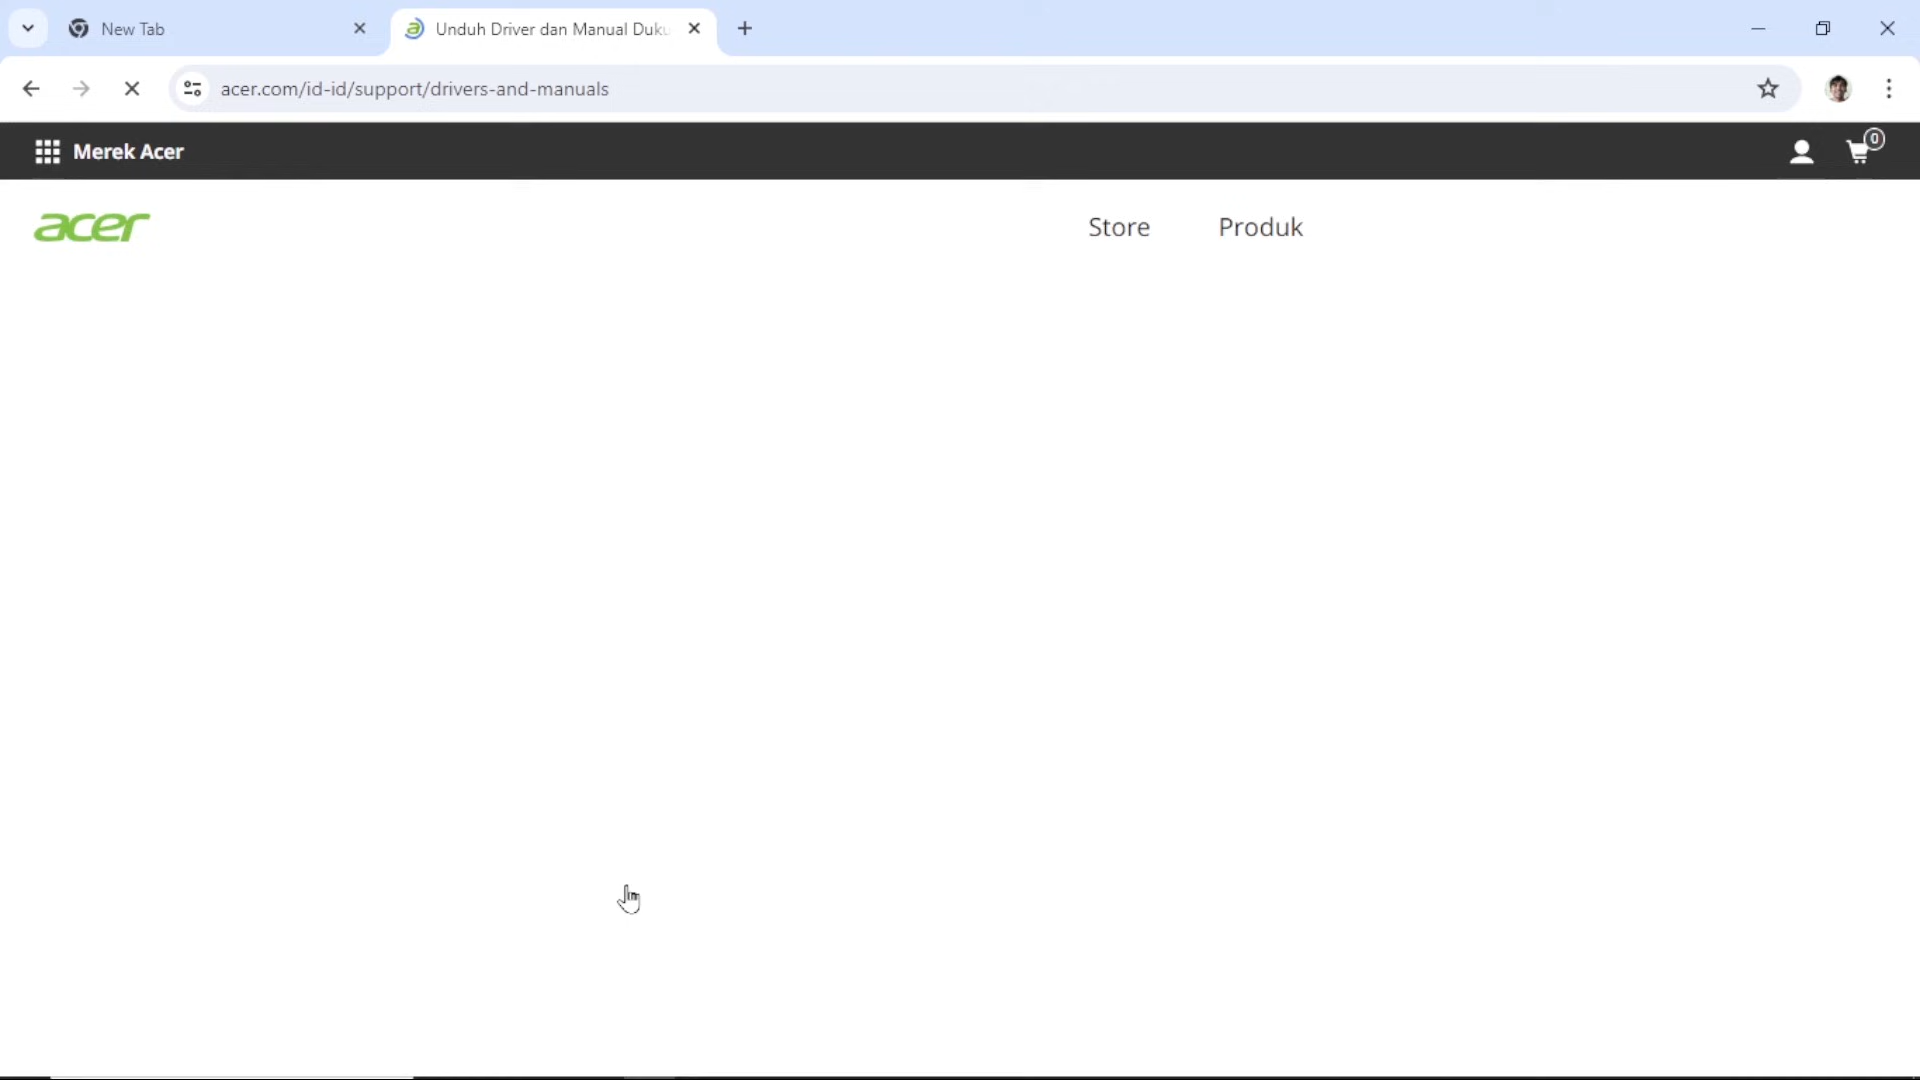 New Tab
Unduh Driver dan Manual Duku
acer.com/id-id/support/drivers-and-manuals
Merek Acer
0
acer
Store
Produk